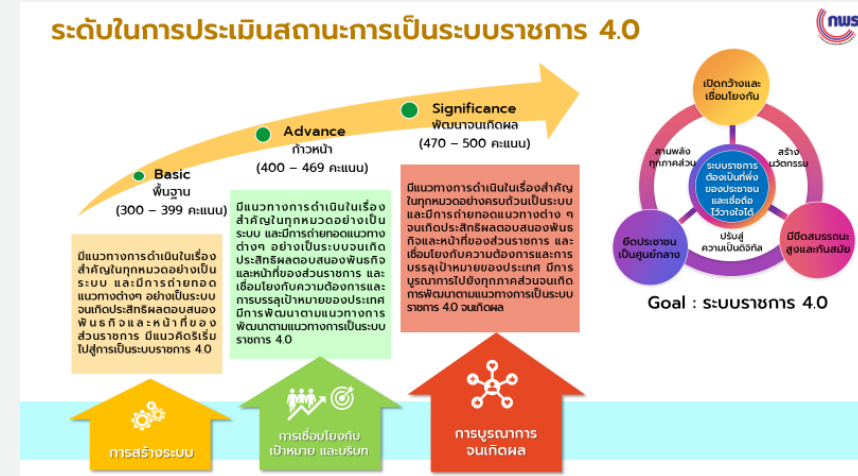 ระดับในการประเมินสถานะการเป็นระบบราชการ 4.0
กพร
Basic
พื้นฐาน
(300 – 399 คะแนน)
Advance
ก้าวหน้า
(400 – 469 คะแนน)
Significance
พัฒนาจนเกิดผล
(470 – 500 คะแนน)
มีแนวทางการดำเนินในเรื่อง
สำคัญในทุกหมวดอย่างเป็น
ระบบ และมีการถ่ายทอด
แนวทางต่างๆ อย่างเป็นระบบ
จนเกิดประสิทธิผลตอบสนอง
พันธกิจและหน้าที่ของ
ส่วนราชการ มีแนวคิดริเริ่ม
ไปสู่การเป็นระบบราชการ 4.0
มีแนวทางการดำเนินในเรื่อง
สำคัญในทุกหมวดอย่างเป็น
ระบบ และมีการถ่ายทอดแนวทาง
ต่างๆ อย่างเป็นระบบจนเกิด
ประสิทธิผลตอบสนองพันธกิจ
และหน้าที่ของส่วนราชการ และ
เชื่อมโยงกับความต้องการและ
การบรรลุเป้าหมายของประเทศ
มีการพัฒนาตามแนวทางการ
พัฒนาตามแนวทางการเป็นระบบ
ราชการ 4.0
มีแนวทางการดำเนินในเรื่องสำคัญ
ในทุกหมวดอย่างครบถ้วนเป็นระบบ
และมีการถ่ายทอดแนวทางต่าง ๆ
จนเกิดประสิทธิผลตอบสนองพันธ
กิจและหน้าที่ของส่วนราชการ และ
เชื่อมโยงกับความต้องการและการ
บรรลุเป้าหมายของประเทศ มีการ
บูรณาการไปยังทุกภาคส่วนจนเกิด
การพัฒนาตามแนวทางการเป็นระบบ
ราชการ 4.0 จนเกิดผล
การสร้างระบบ
การเชื่อมโยงกับ
เป้าหมาย และบริบท
การบูรณาการ
จนเกิดผล
เปิดกว้างและ
เชื่อมโยงกัน
สานพลัง
ทุกภาคส่วน
สร้าง
นวัตกรรม
ระบบราชการ
ต้องเป็นที่พึ่ง
ของประชาชน
และเชื่อถือ
ไว้วางใจได้
ยึดประชาชน
เป็นศูนย์กลาง
ปรับสู่
ความเป็นดิจิทัล
มีขีดสมรรถนะ
สูงและทันสมัย
Goal : ระบบราชการ 4.0